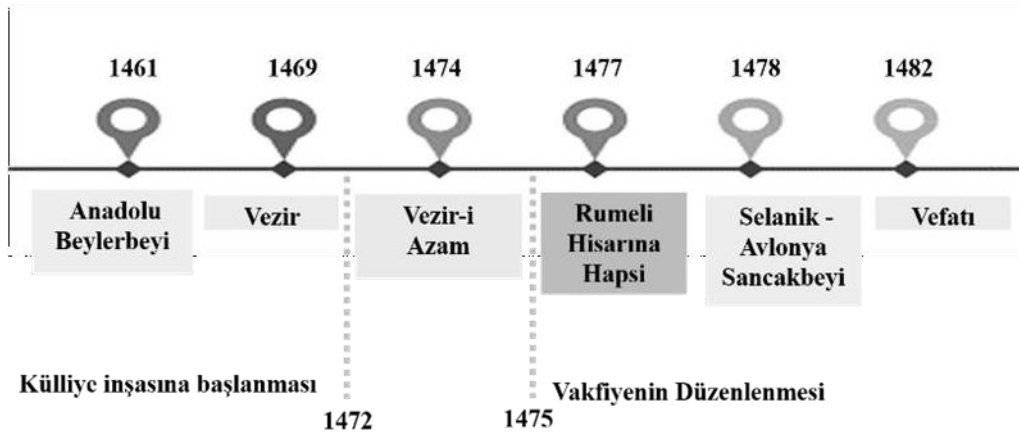 1461
1469
1474
1477
1478
1482
Anadolu
Beylerbeyi
Vezir
Vezir-i
Azam
Rumeli
Hisarına
Hapsi
Selanik -
Avlonya
Sancakbeyi
Vefatı
Külliye inşasına başlanması
1472
1475
Vakfiyenin Düzenlenmesi